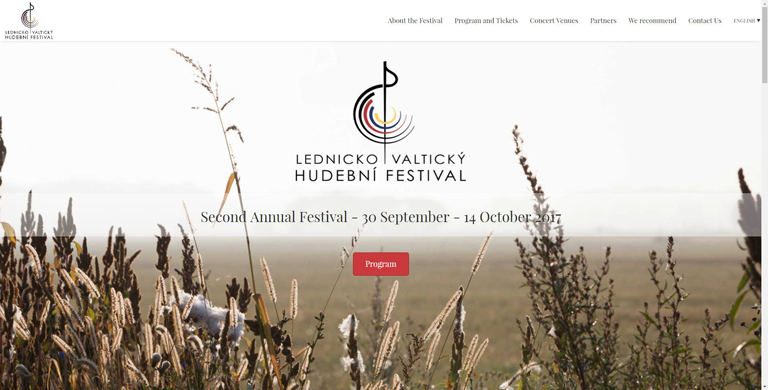 LEDNICKO VALTICKÝ
HUDEBNÍ FESTIVAL
About the Festival Program and Tickets Concert Venues Partners We recommend Contact Us ENGLISH
LEDNICKO VALTICKÝ
HUDEBNÍ FESTIVAL
Second Annual Festival - 30 September - 14 October 2017
Program